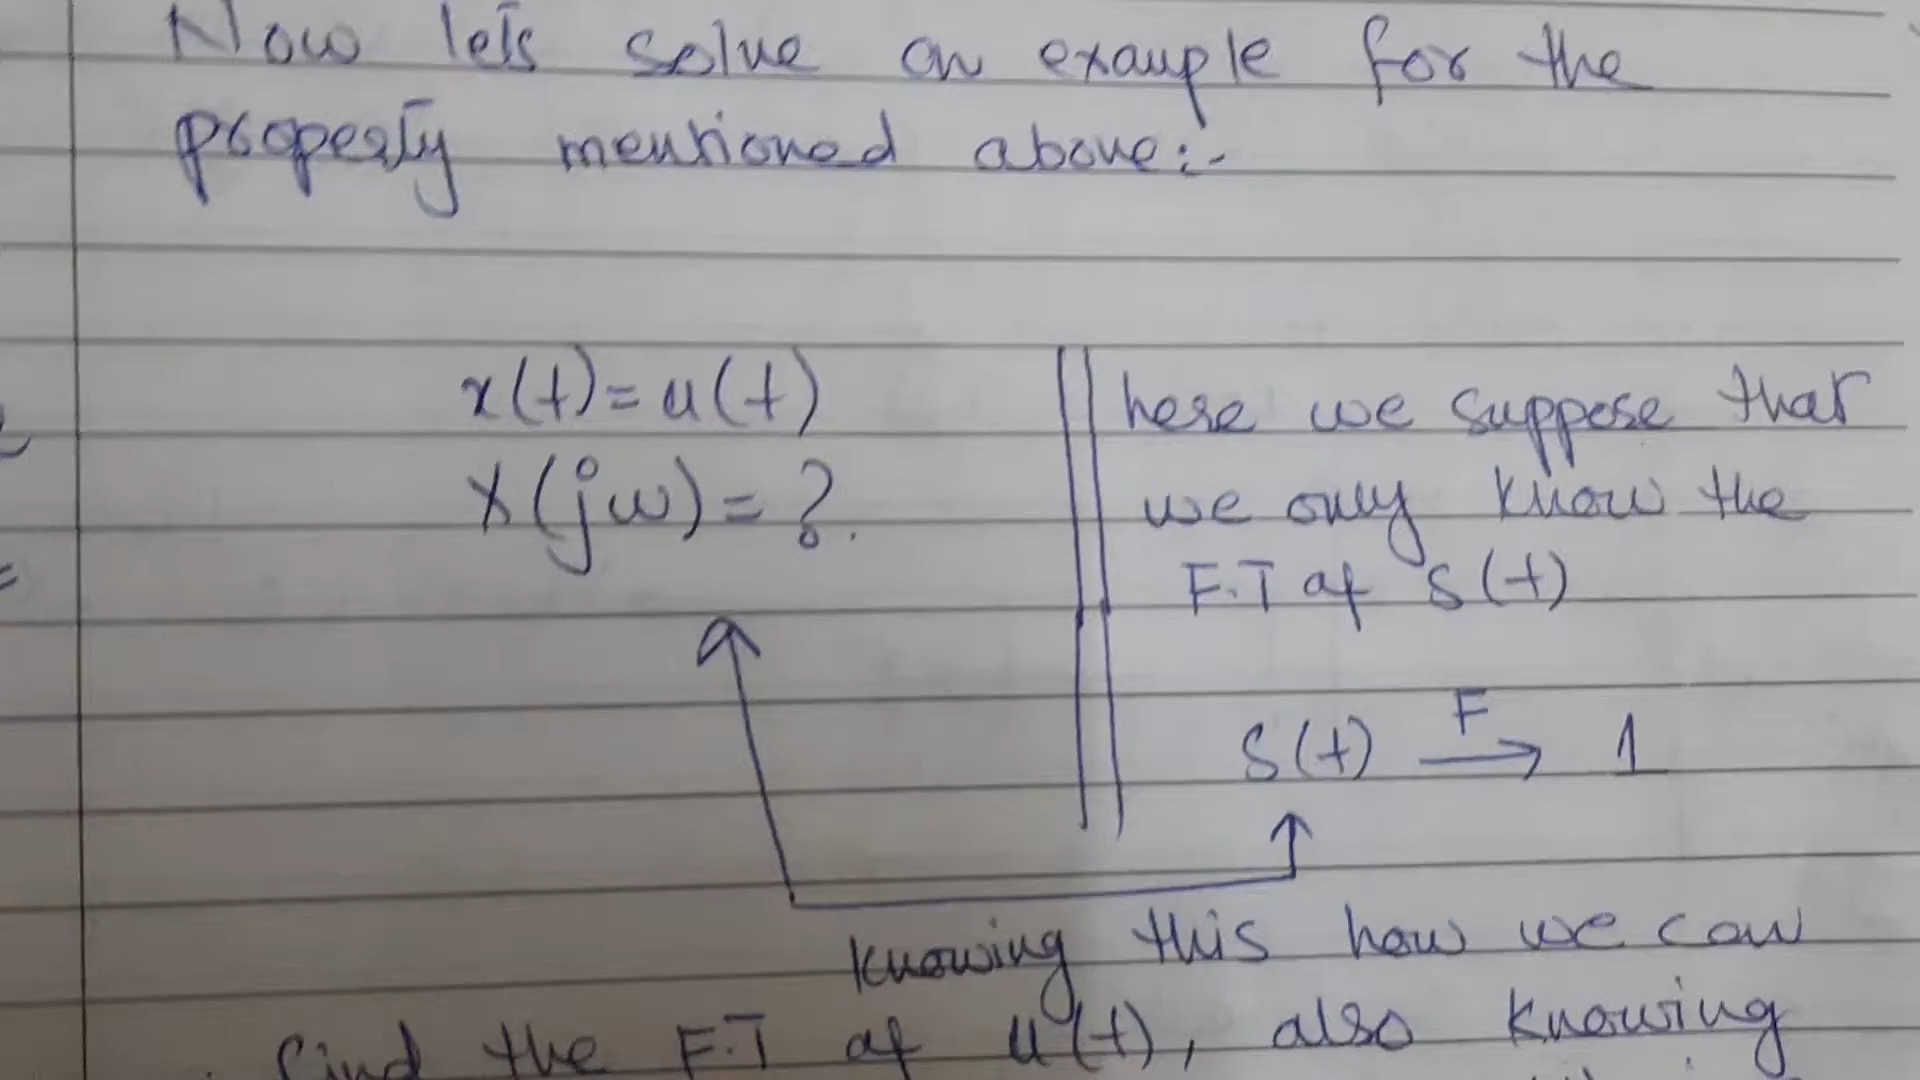 Now lets solve an example for the
property mentioned above:-
x(t)=u(t)
X(jω)=?.
here we suppose that
we only know the
F.T of δ(t)
δ(t) F→ 1
knowing this how we can
find the F.T of u(t), also knowing